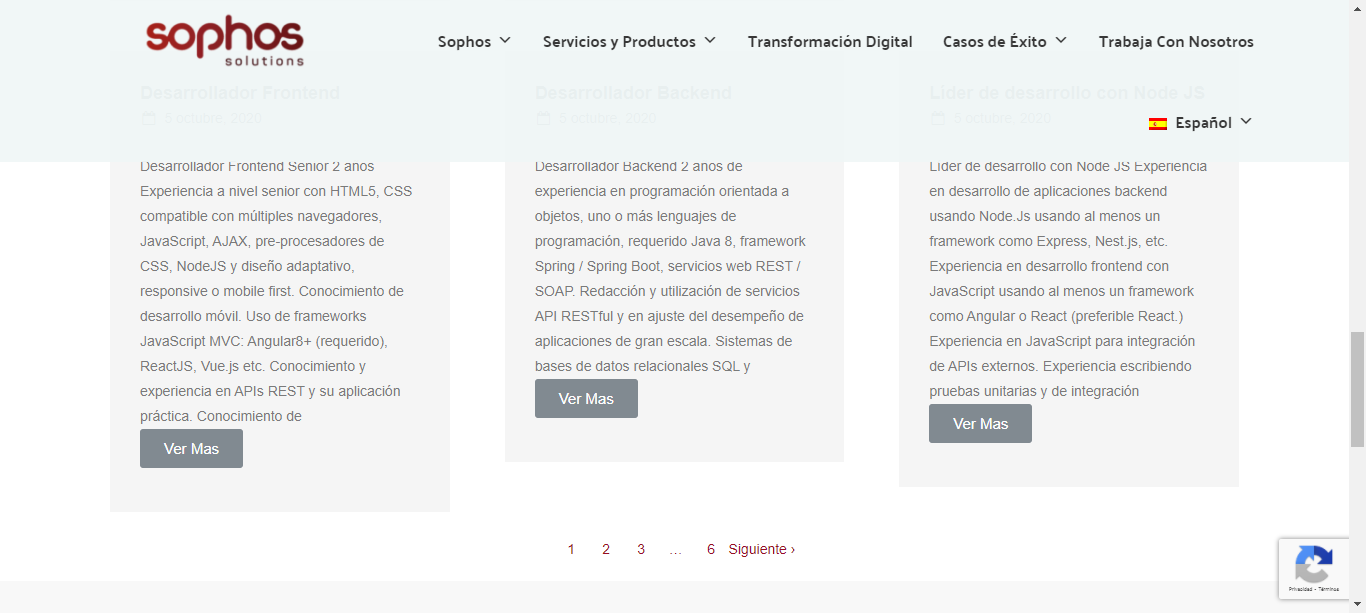 sophos
solutions
Sophos
Servicios y Productos
Transformación Digital
Casos de Éxito
Trabaja Con Nosotros
Español
Desarrollador Frontend
5 octubre, 2020
Desarrollador Frontend Senior 2 años
Experiencia a nivel senior con HTML5, CSS
compatible con múltiples navegadores,
JavaScript, AJAX, pre-procesadores de
CSS, NodeJS y diseño adaptativo,
responsive o mobile first. Conocimiento de
desarrollo móvil. Uso de frameworks
JavaScript MVC: Angular8+ (requerido),
ReactJS, Vue.js etc. Conocimiento y
experiencia en APIs REST y su aplicación
práctica. Conocimiento de
Ver Mas
Desarrollador Backend
5 octubre, 2020
Desarrollador Backend 2 años de
experiencia en programación orientada a
objetos, uno o más lenguajes de
programación, requerido Java 8, framework
Spring / Spring Boot, servicios web REST /
SOAP. Redacción y utilización de servicios
API RESTful y en ajuste del desempeño de
aplicaciones de gran escala. Sistemas de
bases de datos relacionales SQL y
Ver Mas
Líder de desarrollo con Node JS
5 octubre, 2020
Líder de desarrollo con Node JS Experiencia
en desarrollo de aplicaciones backend
usando Node.Js usando al menos un
framework como Express, Nest.js, etc.
Experiencia en desarrollo frontend con
JavaScript usando al menos un framework
como Angular o React (preferible React.)
Experiencia en JavaScript para integración
de APIs externos. Experiencia escribiendo
pruebas unitarias y de integración
Ver Mas
1 2 3 … 6 Siguiente ›
Privacidad - Términos